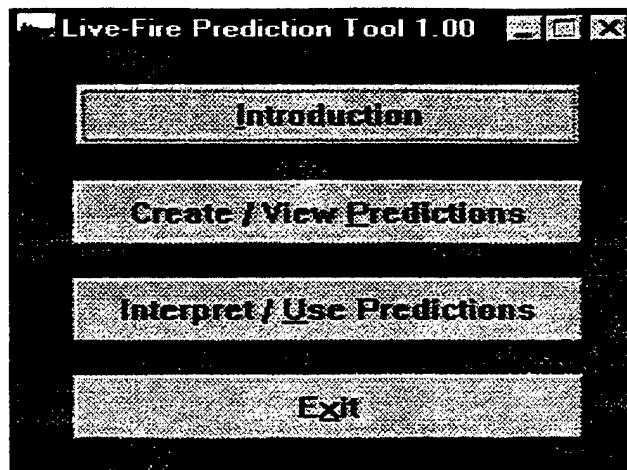 Live-Fire Prediction Tool 1.00
Introduction
Create / View Predictions
Interpret / Use Predictions
Exit